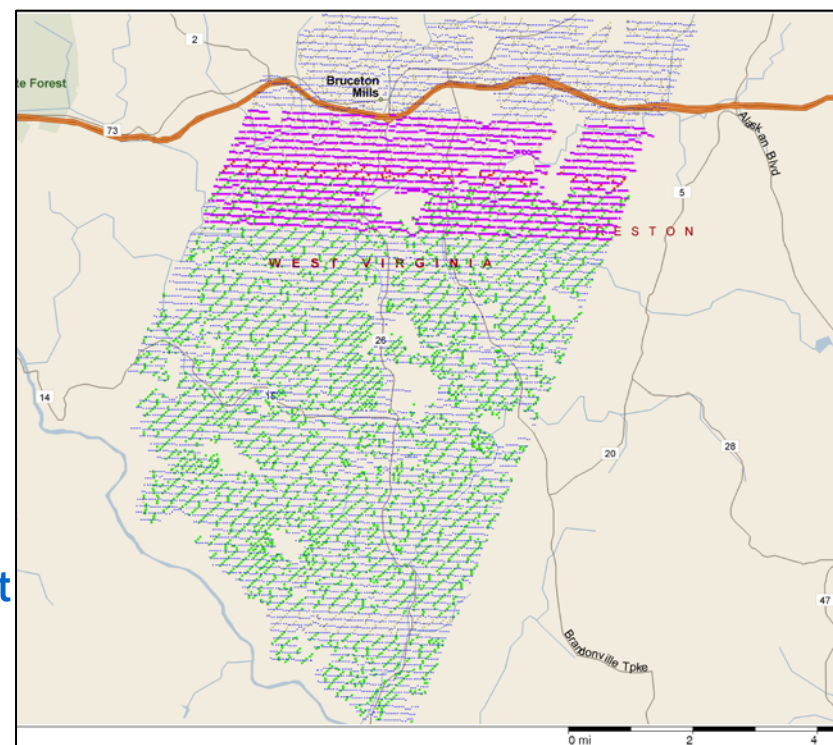 2
te Forest
Bruceton
Mills
73
Alaskan Blvd
5
PRESTON
WEST VIRGINIA
26
14
15
20
28
t
47
Brandonville Tpke
0 mi
2
4